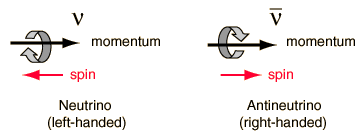 ν ν̅
momentum momentum
spin spin
Neutrino Antineutrino
(left-handed) (right-handed)